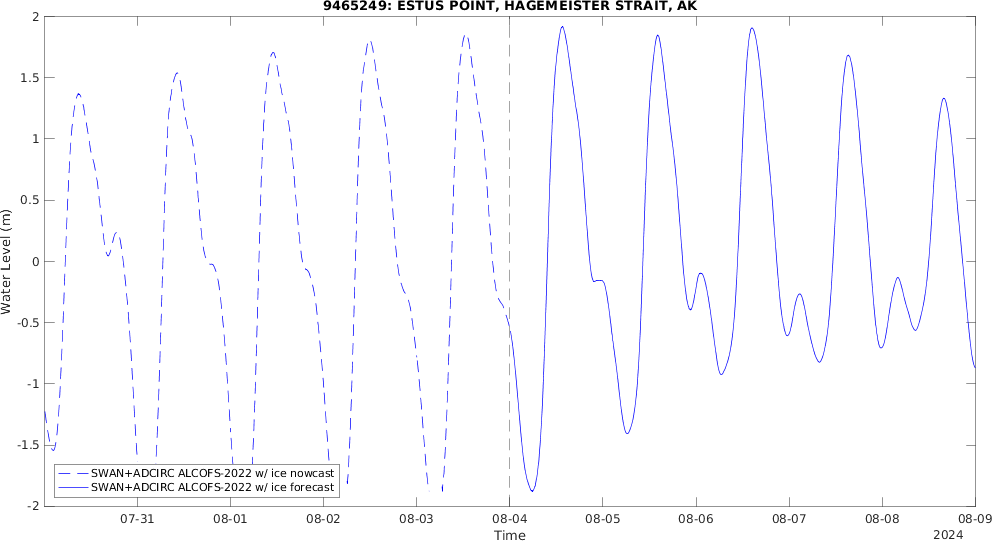 9465249: ESTUS POINT, HAGEMEISTER STRAIT, AK
Water Level (m)
2
1.5
1
0.5
0
-0.5
-1
-1.5
-2
SWAN+ADCIRC ALCOFS-2022 w/ ice nowcast
SWAN+ADCIRC ALCOFS-2022 w/ ice forecast
07-31 08-01 08-02 08-03 08-04 08-05 08-06 08-07 08-08 08-09
Time
2024